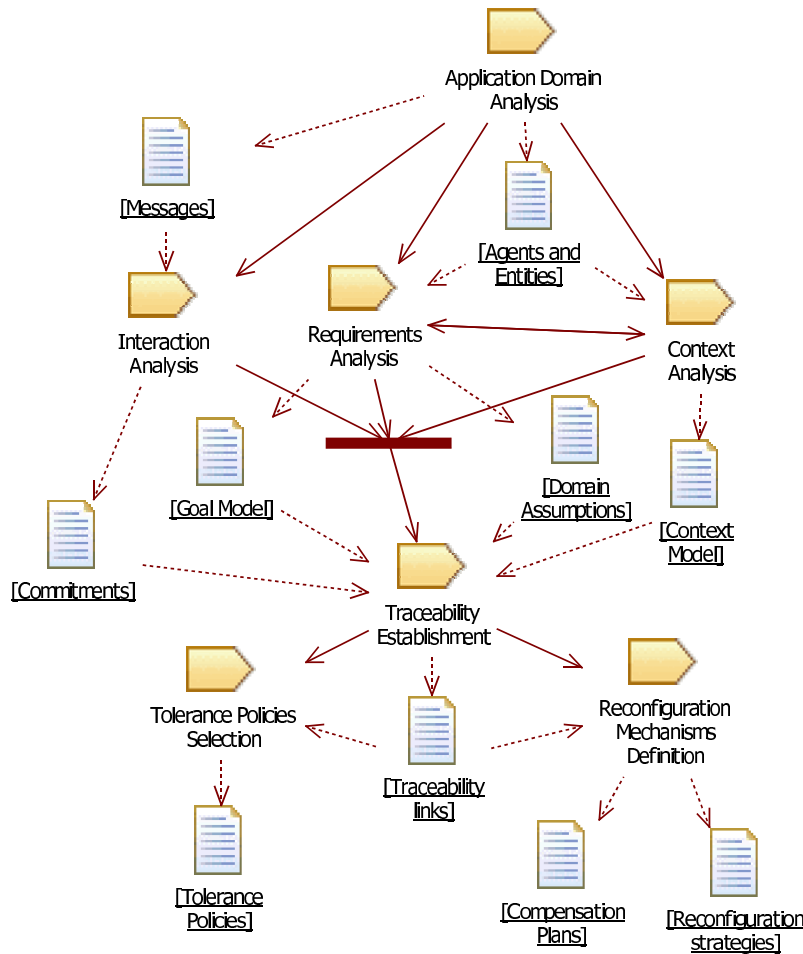 Application Domain
Analysis
[Messages]
[Agents and
Entities]
Interaction
Analysis
Requirements
Analysis
Context
Analysis
[Goal Model]
[Domain
Assumptions]
[Context
Model]
[Commitments]
Traceability
Establishment
Tolerance Policies
Selection
Reconfiguration
Mechanisms
Definition
[Traceability
links]
[Tolerance
Policies]
[Compensation
Plans]
[Reconfiguration
strategies]